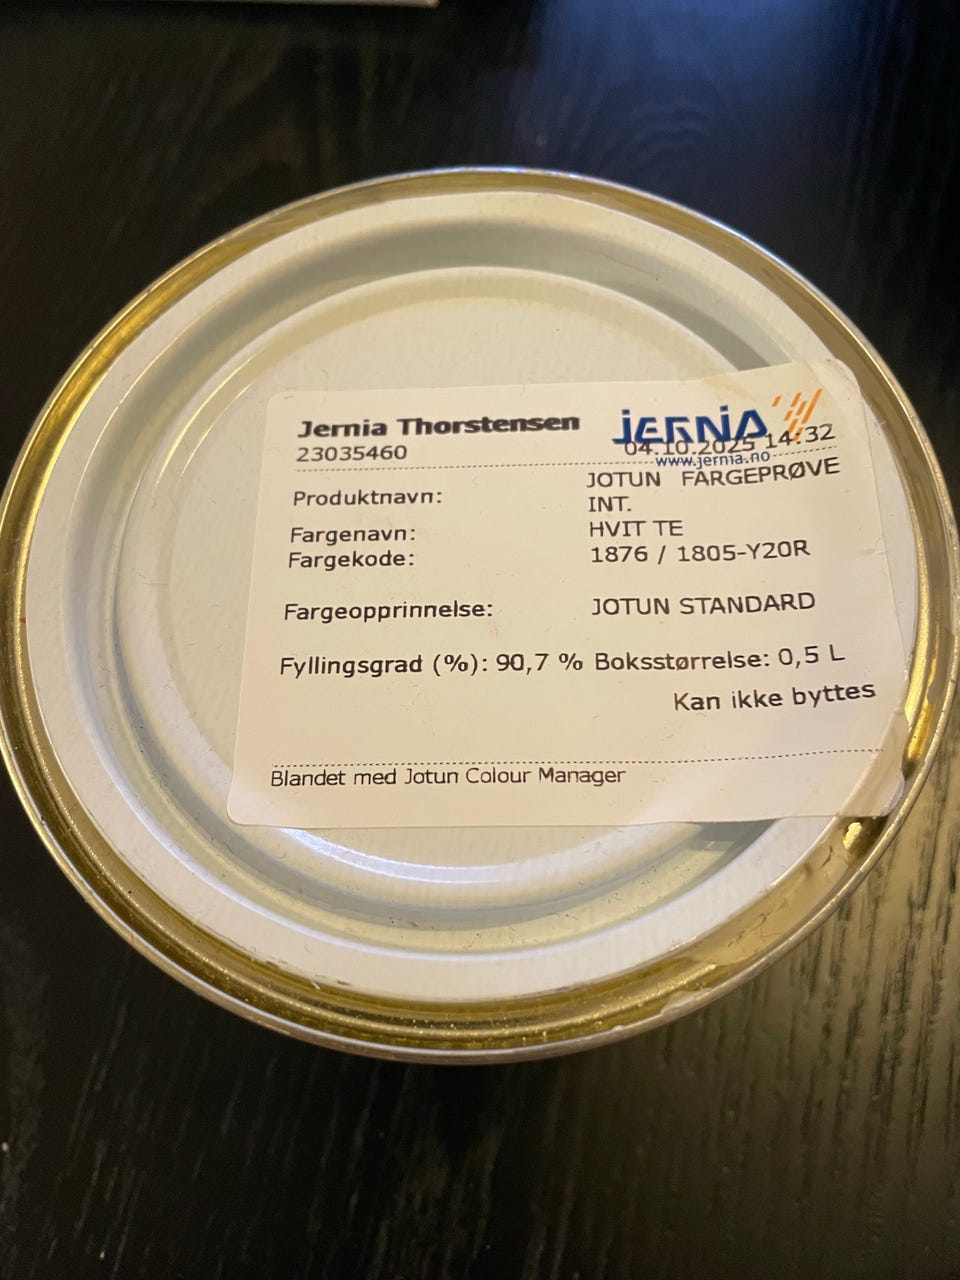 Jernia Thorstensen
JERNIA
23035460
04.10.2025 14:32
www.jernia.no
Produktnavn: JOTUN FARGEPRØVE
INT.
Fargenavn: HVIT TE
Fargekode: 1876 / 1805-Y20R
Fargeopprinnelse: JOTUN STANDARD
Fyllingsgrad (%): 90,7 % Boksstørrelse: 0,5 L
Kan ikke byttes
Blandet med Jotun Colour Manager